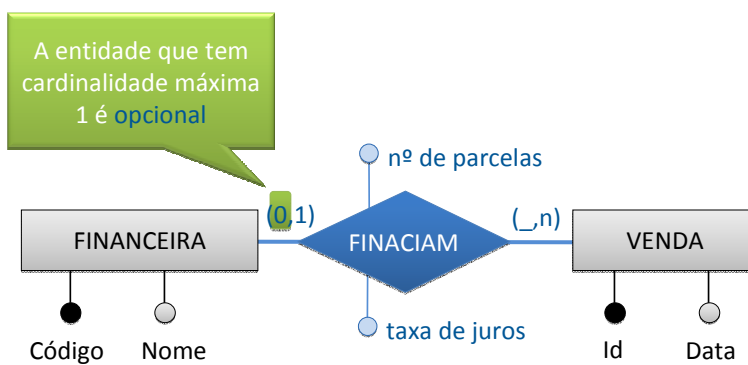 A entidade que tem
cardinalidade máxima
1 é opcional
nº de parcelas
(0,1)
(_,n)
FINANCEIRA
FINACIAM
VENDA
taxa de juros
Código
Nome
Id
Data